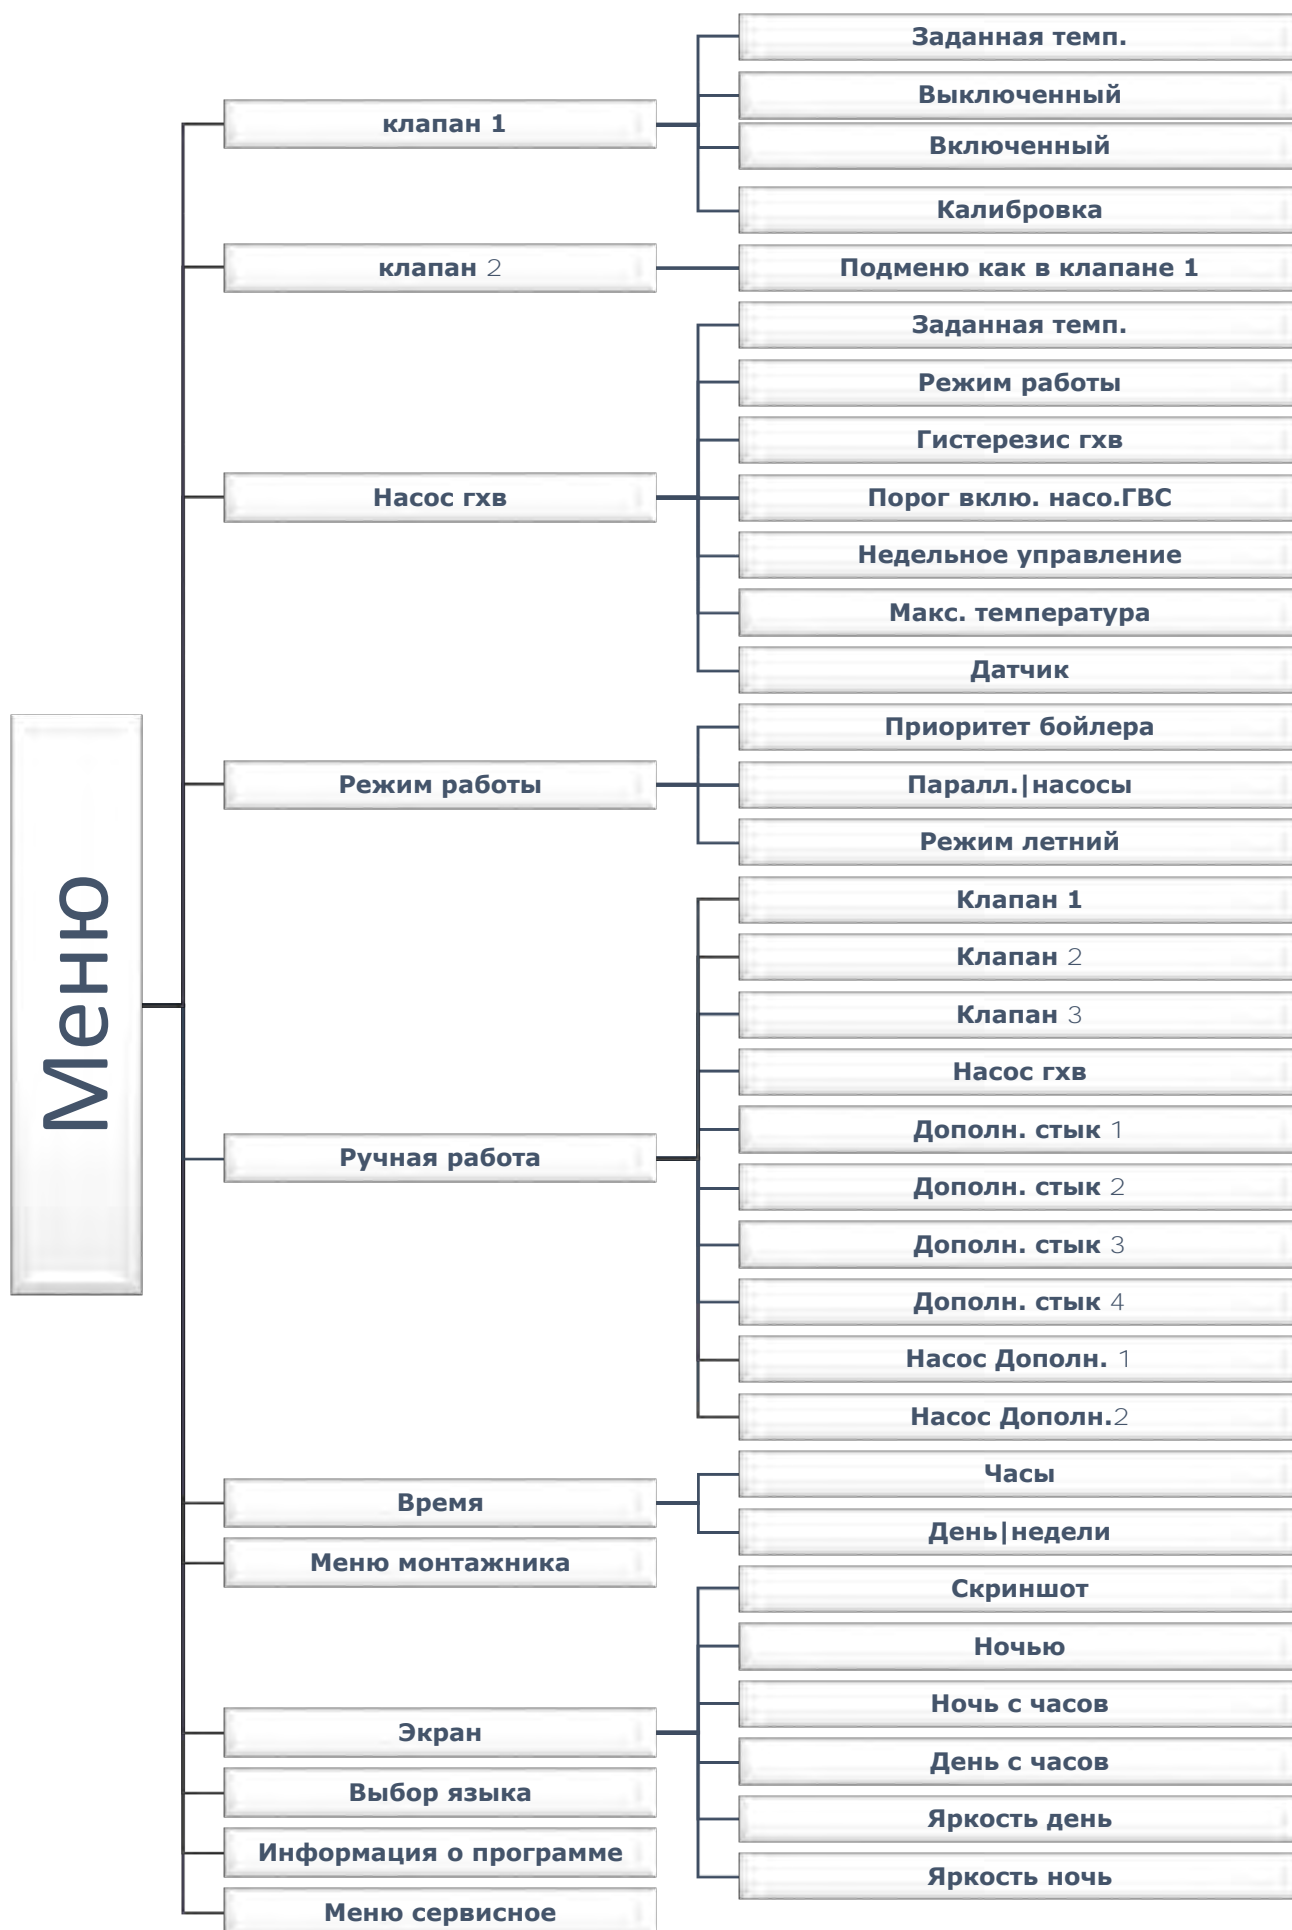 Меню
клапан 1
Заданная темп.
Выключенный
Включенный
Калибровка
клапан 2
Подменю как в клапане 1
Насос гхв
Заданная темп.
Режим работы
Гистерезис гхв
Порог вклю. насо.ГВС
Недельное управление
Макс. температура
Датчик
Режим работы
Приоритет бойлера
Паралл.|насосы
Режим летний
Ручная работа
Клапан 1
Клапан 2
Клапан 3
Насос гхв
Дополн. стык 1
Дополн. стык 2
Дополн. стык 3
Дополн. стык 4
Насос Дополн. 1
Насос Дополн.2
Время
Часы
День|недели
Меню монтажника
Экран
Скриншот
Ночью
Ночь с часов
День с часов
Яркость день
Яркость ночь
Выбор языка
Информация о программе
Меню сервисное